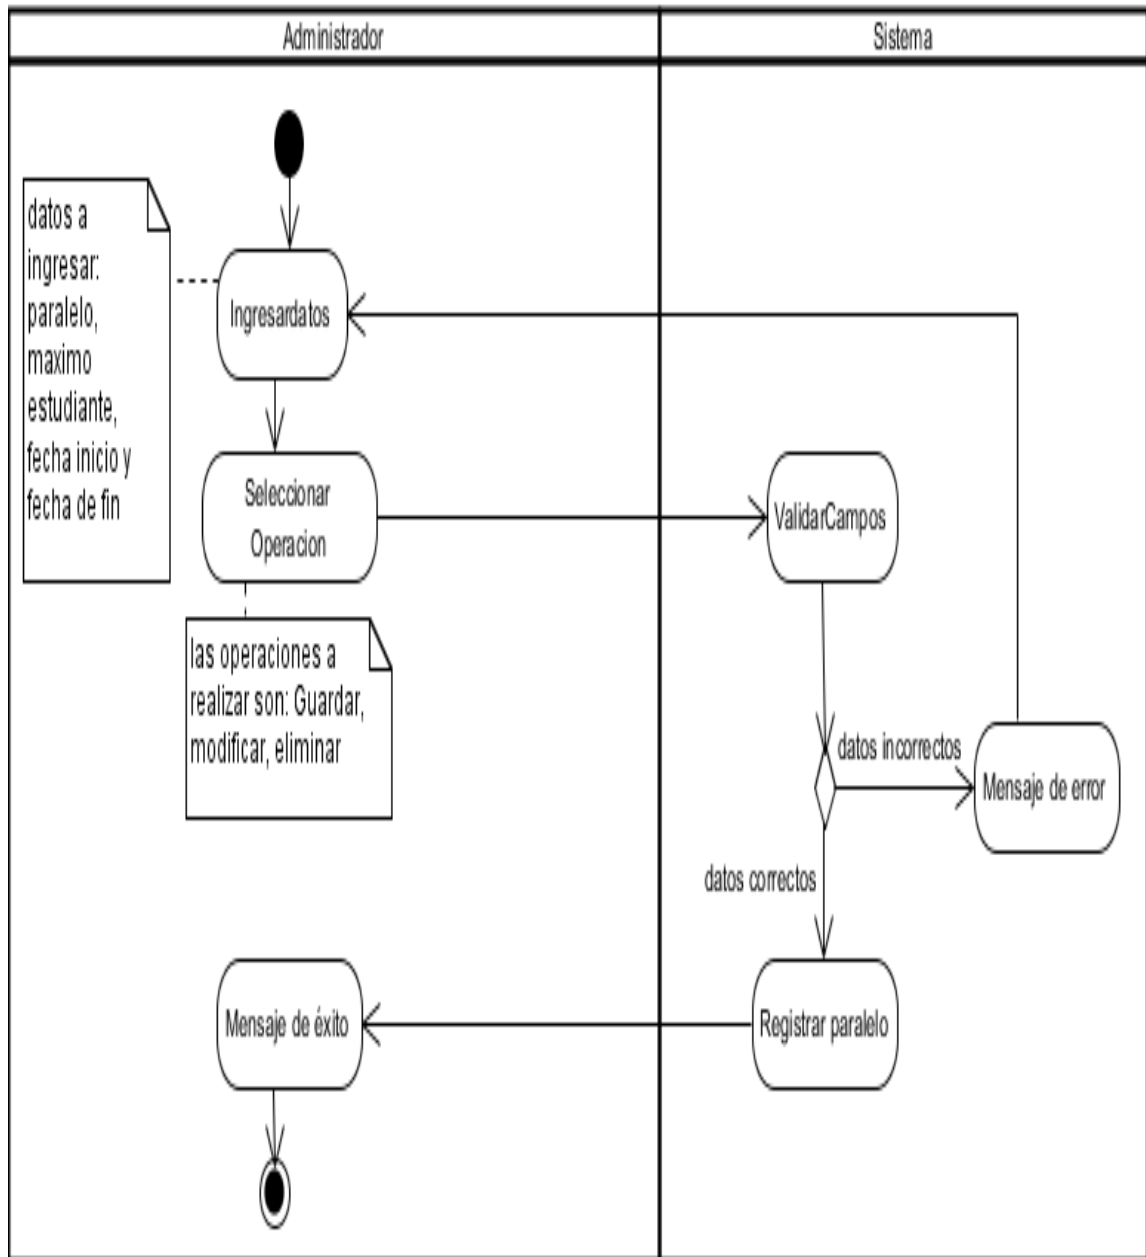 Administrador
Sistema
datos a
ingresar:
paralelo,
maximo
estudiante,
fecha inicio y
fecha de fin
Ingresardatos
Seleccionar
Operacion
ValidarCampos
las operaciones a
realizar son: Guardar,
modificar, eliminar
datos incorrectos
Mensaje de error
datos correctos
Mensaje de éxito
Registrar paralelo